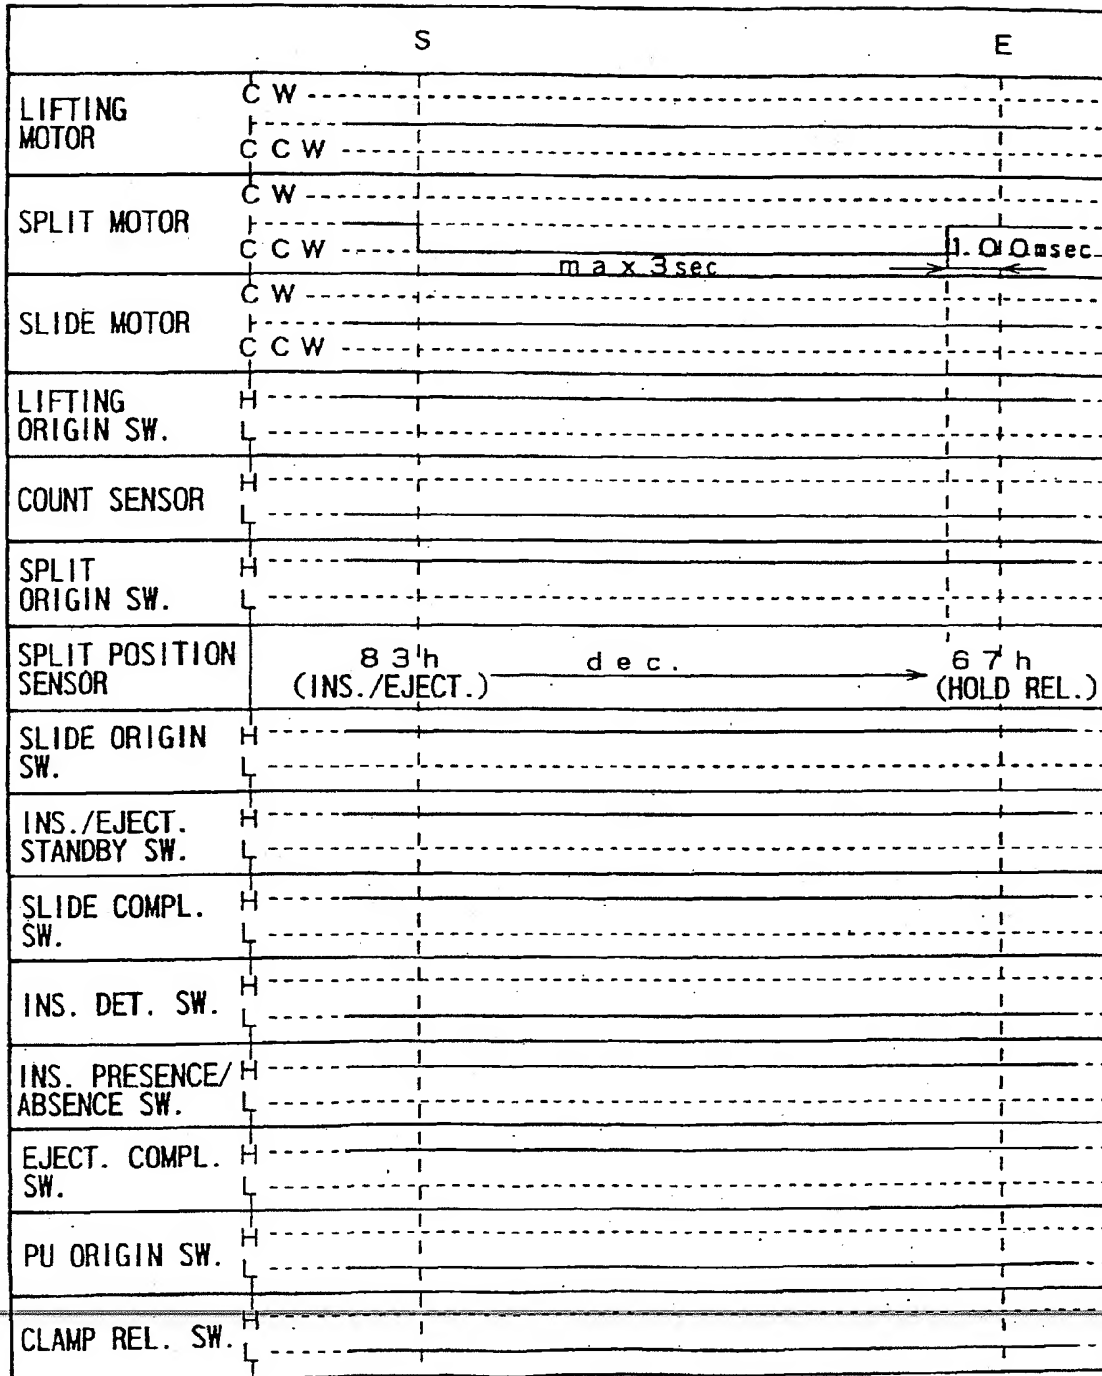 S E
LIFTING
MOTOR
CW
CCW
SPLIT MOTOR
CW
CCW
max 3sec
100msec
SLIDE MOTOR
CW
CCW
LIFTING
ORIGIN SW.
H
L
COUNT SENSOR
H
L
SPLIT
ORIGIN SW.
H
L
SPLIT POSITION
SENSOR
83h
(INS./EJECT.)
dec.
67h
(HOLD REL.)
SLIDE ORIGIN
SW.
H
L
INS./EJECT.
STANDBY SW.
H
L
SLIDE COMPL.
SW.
H
L
INS. DET. SW.
H
L
INS. PRESENCE/
ABSENCE SW.
H
L
EJECT. COMPL.
SW.
H
L
PU ORIGIN SW.
H
L
CLAMP REL. SW.
H
L